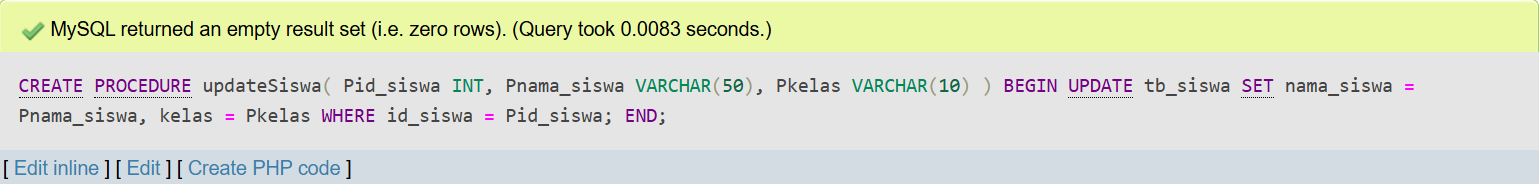 MySQL returned an empty result set (i.e. zero rows). (Query took 0.0083 seconds.)
CREATE PROCEDURE updateSiswa( Pid_siswa INT, Pnama_siswa VARCHAR(50), Pkelas VARCHAR(10) ) BEGIN UPDATE tb_siswa SET nama_siswa =
Pnama_siswa, kelas = Pkelas WHERE id_siswa = Pid_siswa; END;
[ Edit inline ] [ Edit ] [ Create PHP code ]